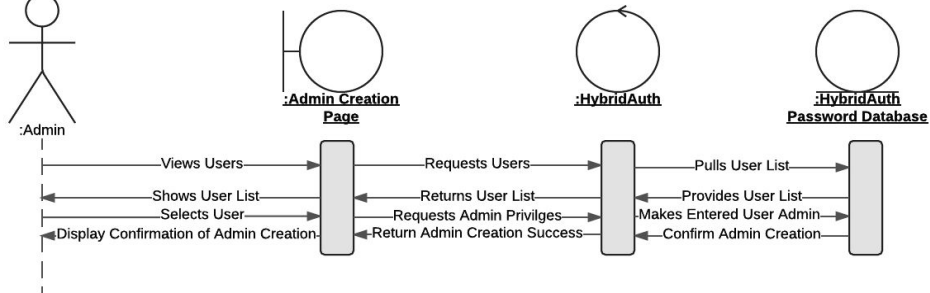 :Admin Creation
Page
:HybridAuth
:HybridAuth
Password Database
:Admin
Views Users
Requests Users
Pulls User List
Shows User List
Returns User List
Provides User List
Selects User
Requests Admin Privilges
Makes Entered User Admin
Display Confirmation of Admin Creation
Return Admin Creation Success
Confirm Admin Creation